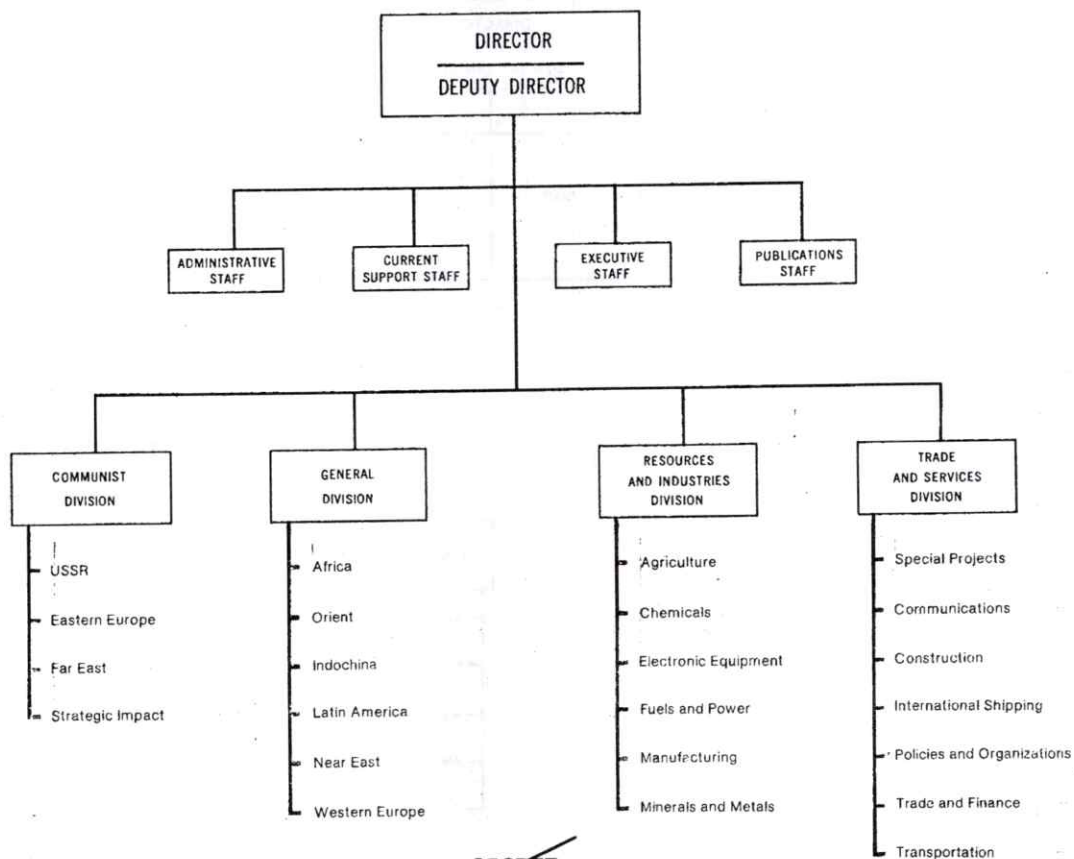 DIRECTOR
DEPUTY DIRECTOR
ADMINISTRATIVE
STAFF
CURRENT
SUPPORT STAFF
EXECUTIVE
STAFF
PUBLICATIONS
STAFF
COMMUNIST
DIVISION
USSR
Eastern Europe
Far East
Strategic Impact
GENERAL
DIVISION
Africa
Orient
Indochina
Latin America
Near East
Western Europe
RESOURCES
AND INDUSTRIES
DIVISION
Agriculture
Chemicals
Electronic Equipment
Fuels and Power
Manufacturing
Minerals and Metals
TRADE
AND SERVICES
DIVISION
Special Projects
Communications
Construction
International Shipping
Policies and Organizations
Trade and Finance
Transportation